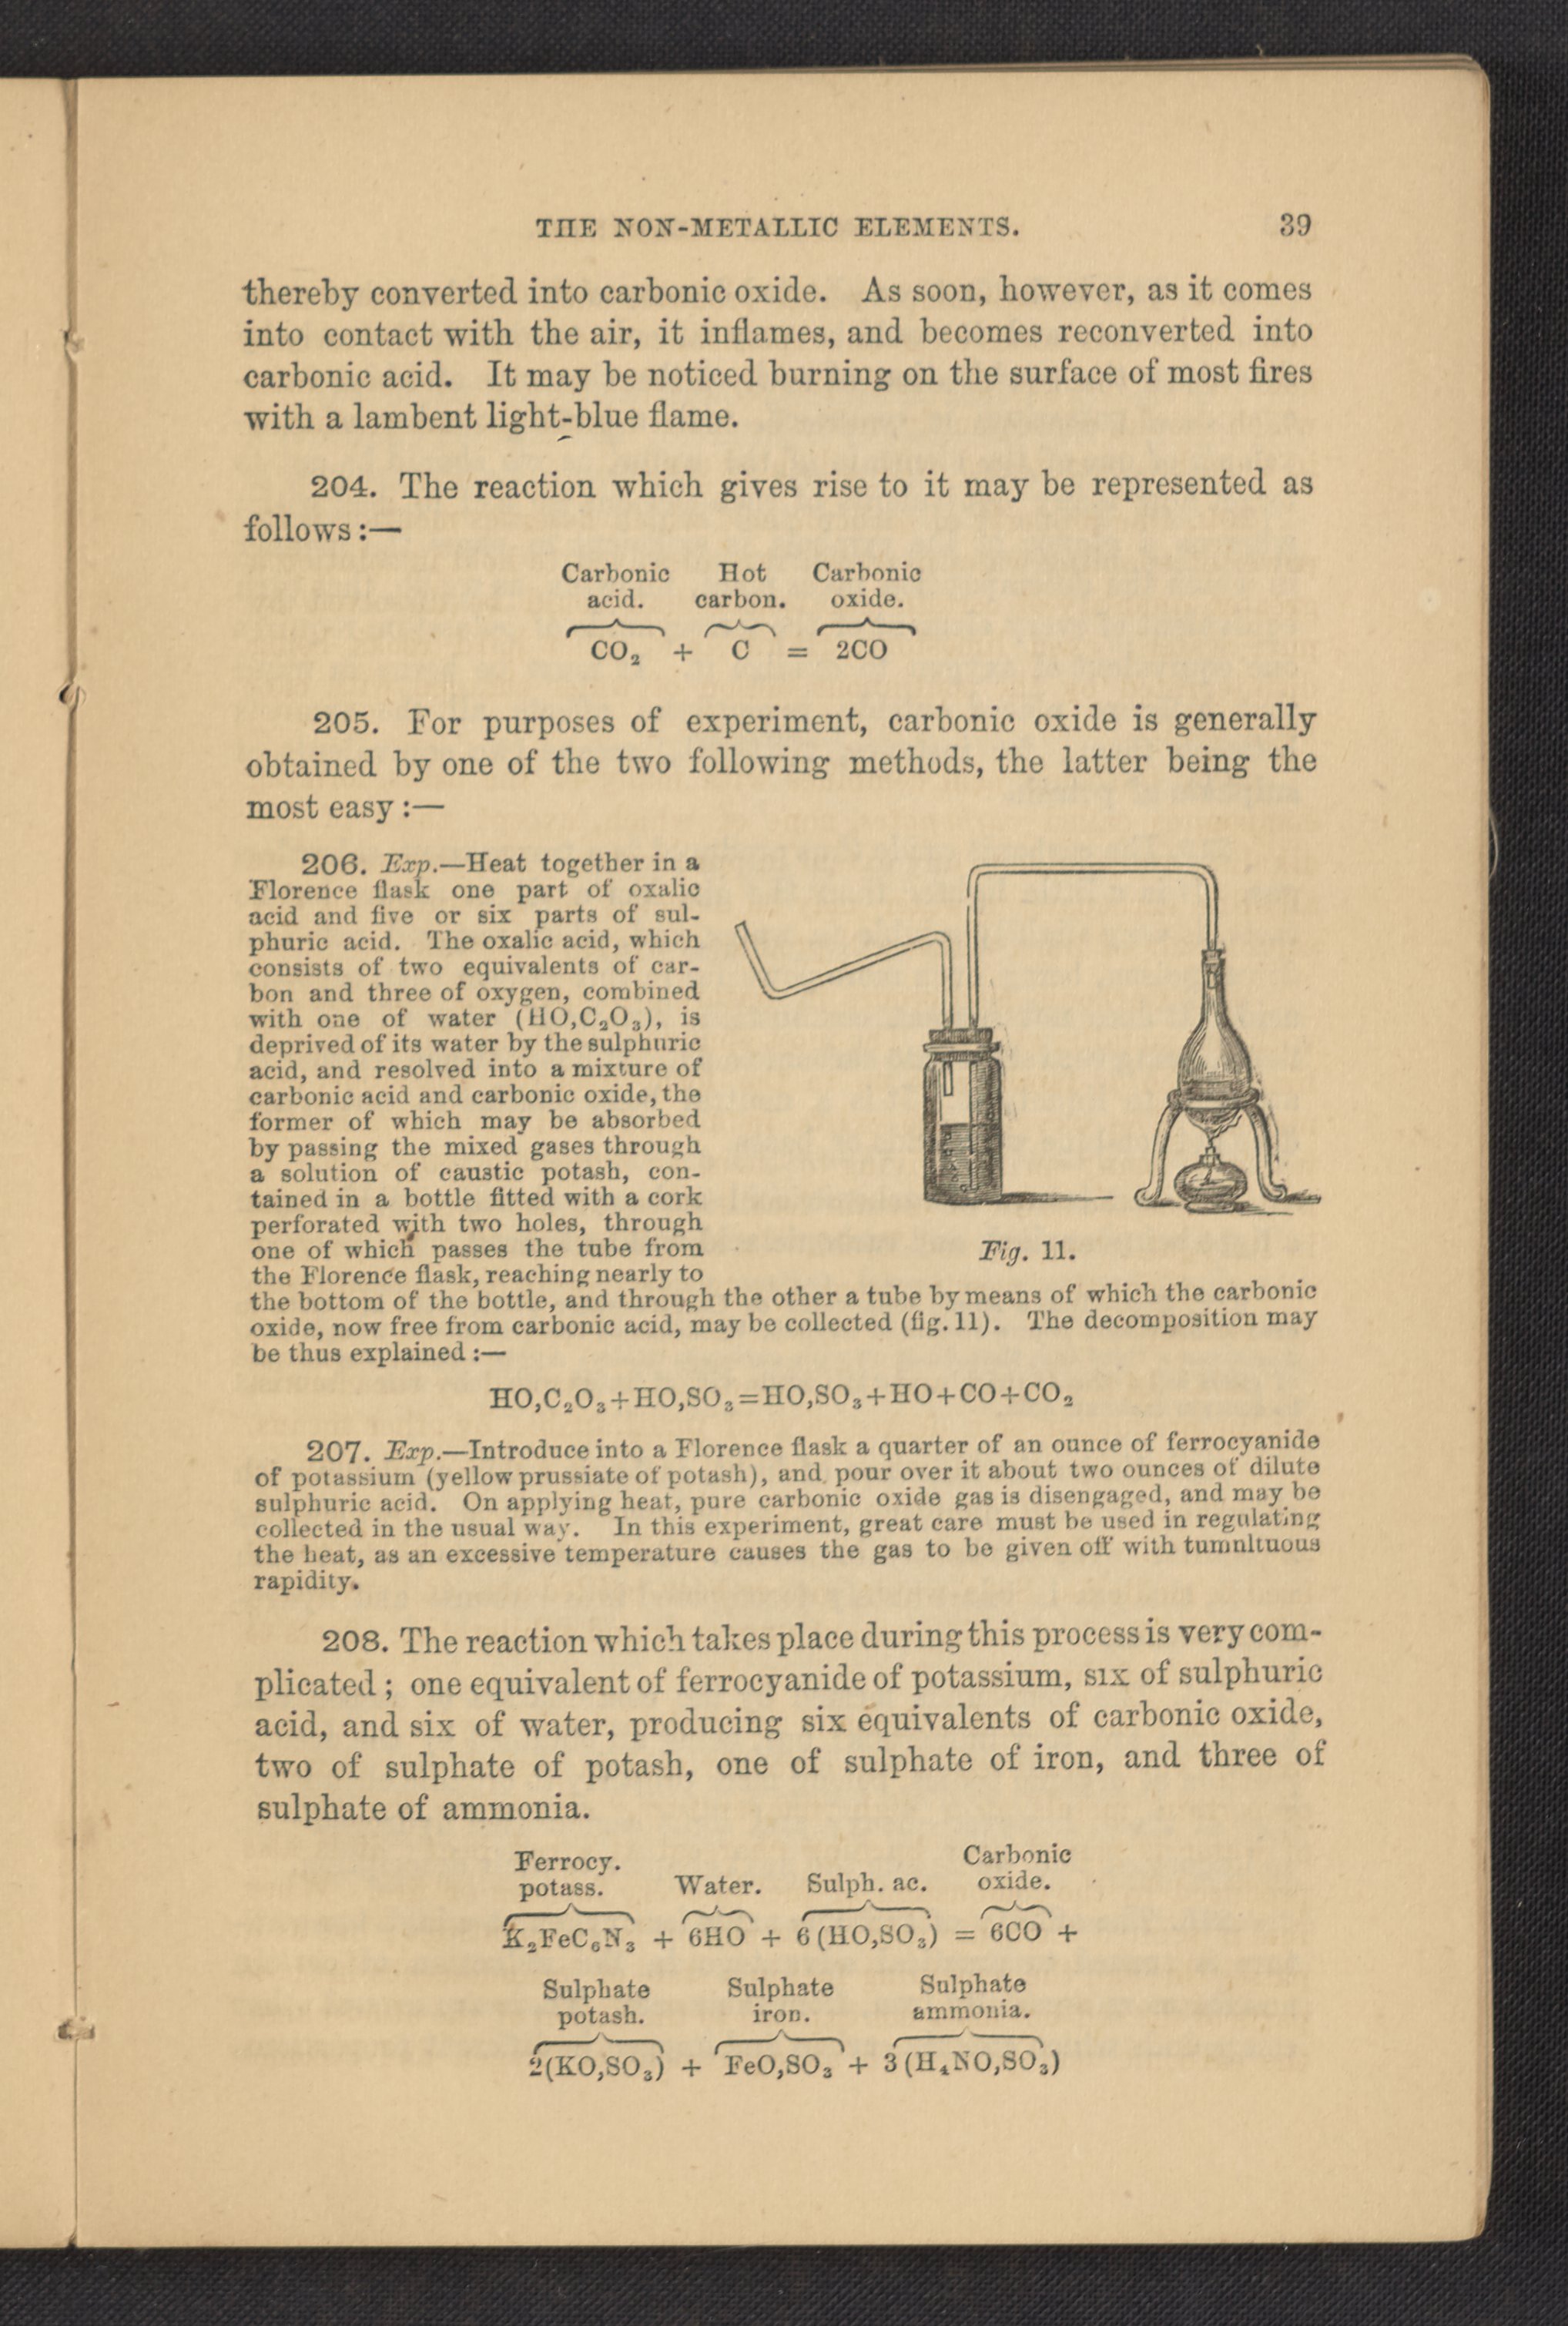 THE NON-METALLIC ELEMENTS. 39
thereby converted into carbonic oxide. As soon, however, as it comes
into contact with the air, it inflames, and becomes reconverted into
carbonic acid. It may be noticed burning on the surface of most fires
with a lambent light-blue flame.
204. The reaction which gives rise to it may be represented as
follows :—
Carbonic Hot Carbonic
acid. carbon. oxide.
CO₂ + C = 2CO
205. For purposes of experiment, carbonic oxide is generally
obtained by one of the two following methods, the latter being the
most easy :—
206. Exp.—Heat together in a
Florence flask one part of oxalic
acid and five or six parts of sul-
phuric acid. The oxalic acid, which
consists of two equivalents of car-
bon and three of oxygen, combined
with one of water (HO,C₂O₃), is
deprived of its water by the sulphuric
acid, and resolved into a mixture of
carbonic acid and carbonic oxide, the
former of which may be absorbed
by passing the mixed gases through
a solution of caustic potash, con-
tained in a bottle fitted with a cork
perforated with two holes, through
one of which passes the tube from
the Florence flask, reaching nearly to
Fig. 11.
the bottom of the bottle, and through the other a tube by means of which the carbonic
oxide, now free from carbonic acid, may be collected (fig. 11). The decomposition may
be thus explained :—
HO,C₂O₃+HO,SO₃=HO,SO₃+HO+CO+CO₂
207. Exp.—Introduce into a Florence flask a quarter of an ounce of ferrocyanide
of potassium (yellow prussiate of potash), and pour over it about two ounces of dilute
sulphuric acid. On applying heat, pure carbonic oxide gas is disengaged, and may be
collected in the usual way. In this experiment, great care must be used in regulating
the heat, as an excessive temperature causes the gas to be given off with tumultuous
rapidity.
208. The reaction which takes place during this process is very com-
plicated ; one equivalent of ferrocyanide of potassium, six of sulphuric
acid, and six of water, producing six equivalents of carbonic oxide,
two of sulphate of potash, one of sulphate of iron, and three of
sulphate of ammonia.
Ferrocy. Carbonic
potass. Water. Sulph. ac. oxide.
K₂FeC₆N₃ + 6HO + 6(HO,SO₃) = 6CO +
Sulphate Sulphate Sulphate
potash. iron. ammonia.
2(KO,SO₃) + FeO,SO₃ + 3(H₄NO,SO₃)